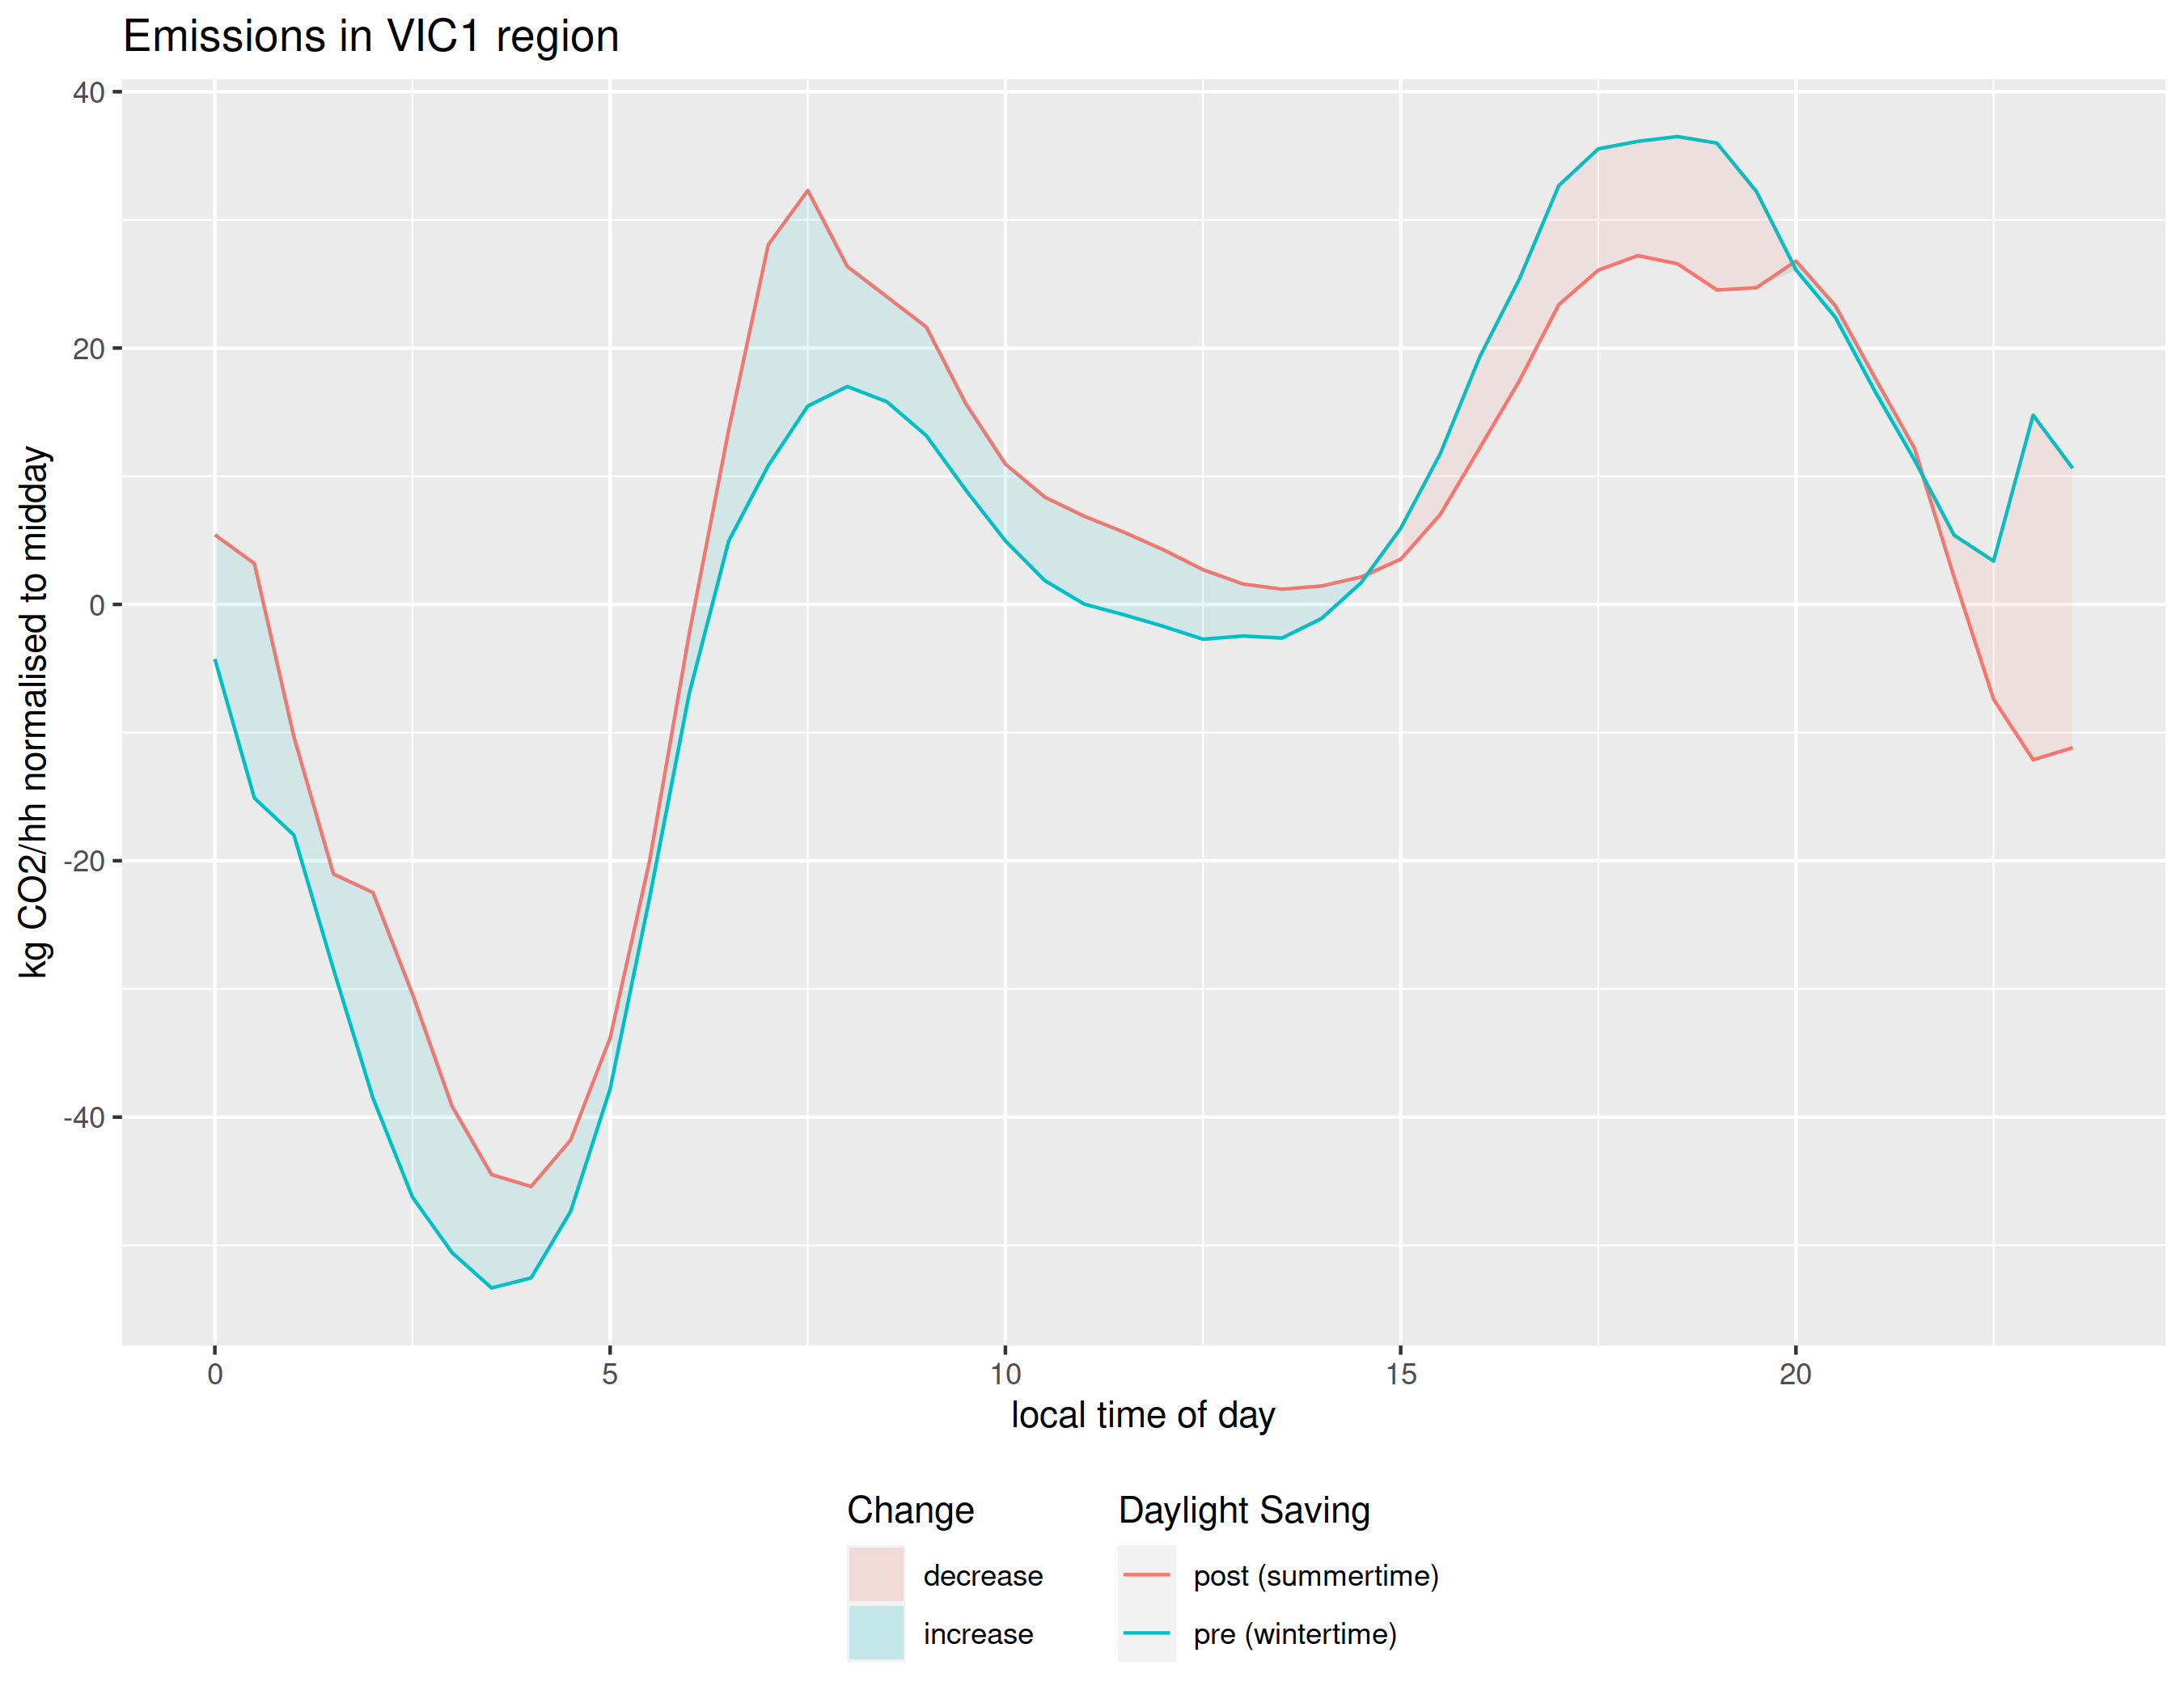 Emissions in VIC1 region
kg CO2/hh normalised to midday
40
20
0
-20
-40
0 5 10 15 20
local time of day
Change
decrease
increase
Daylight Saving
post (summertime)
pre (wintertime)